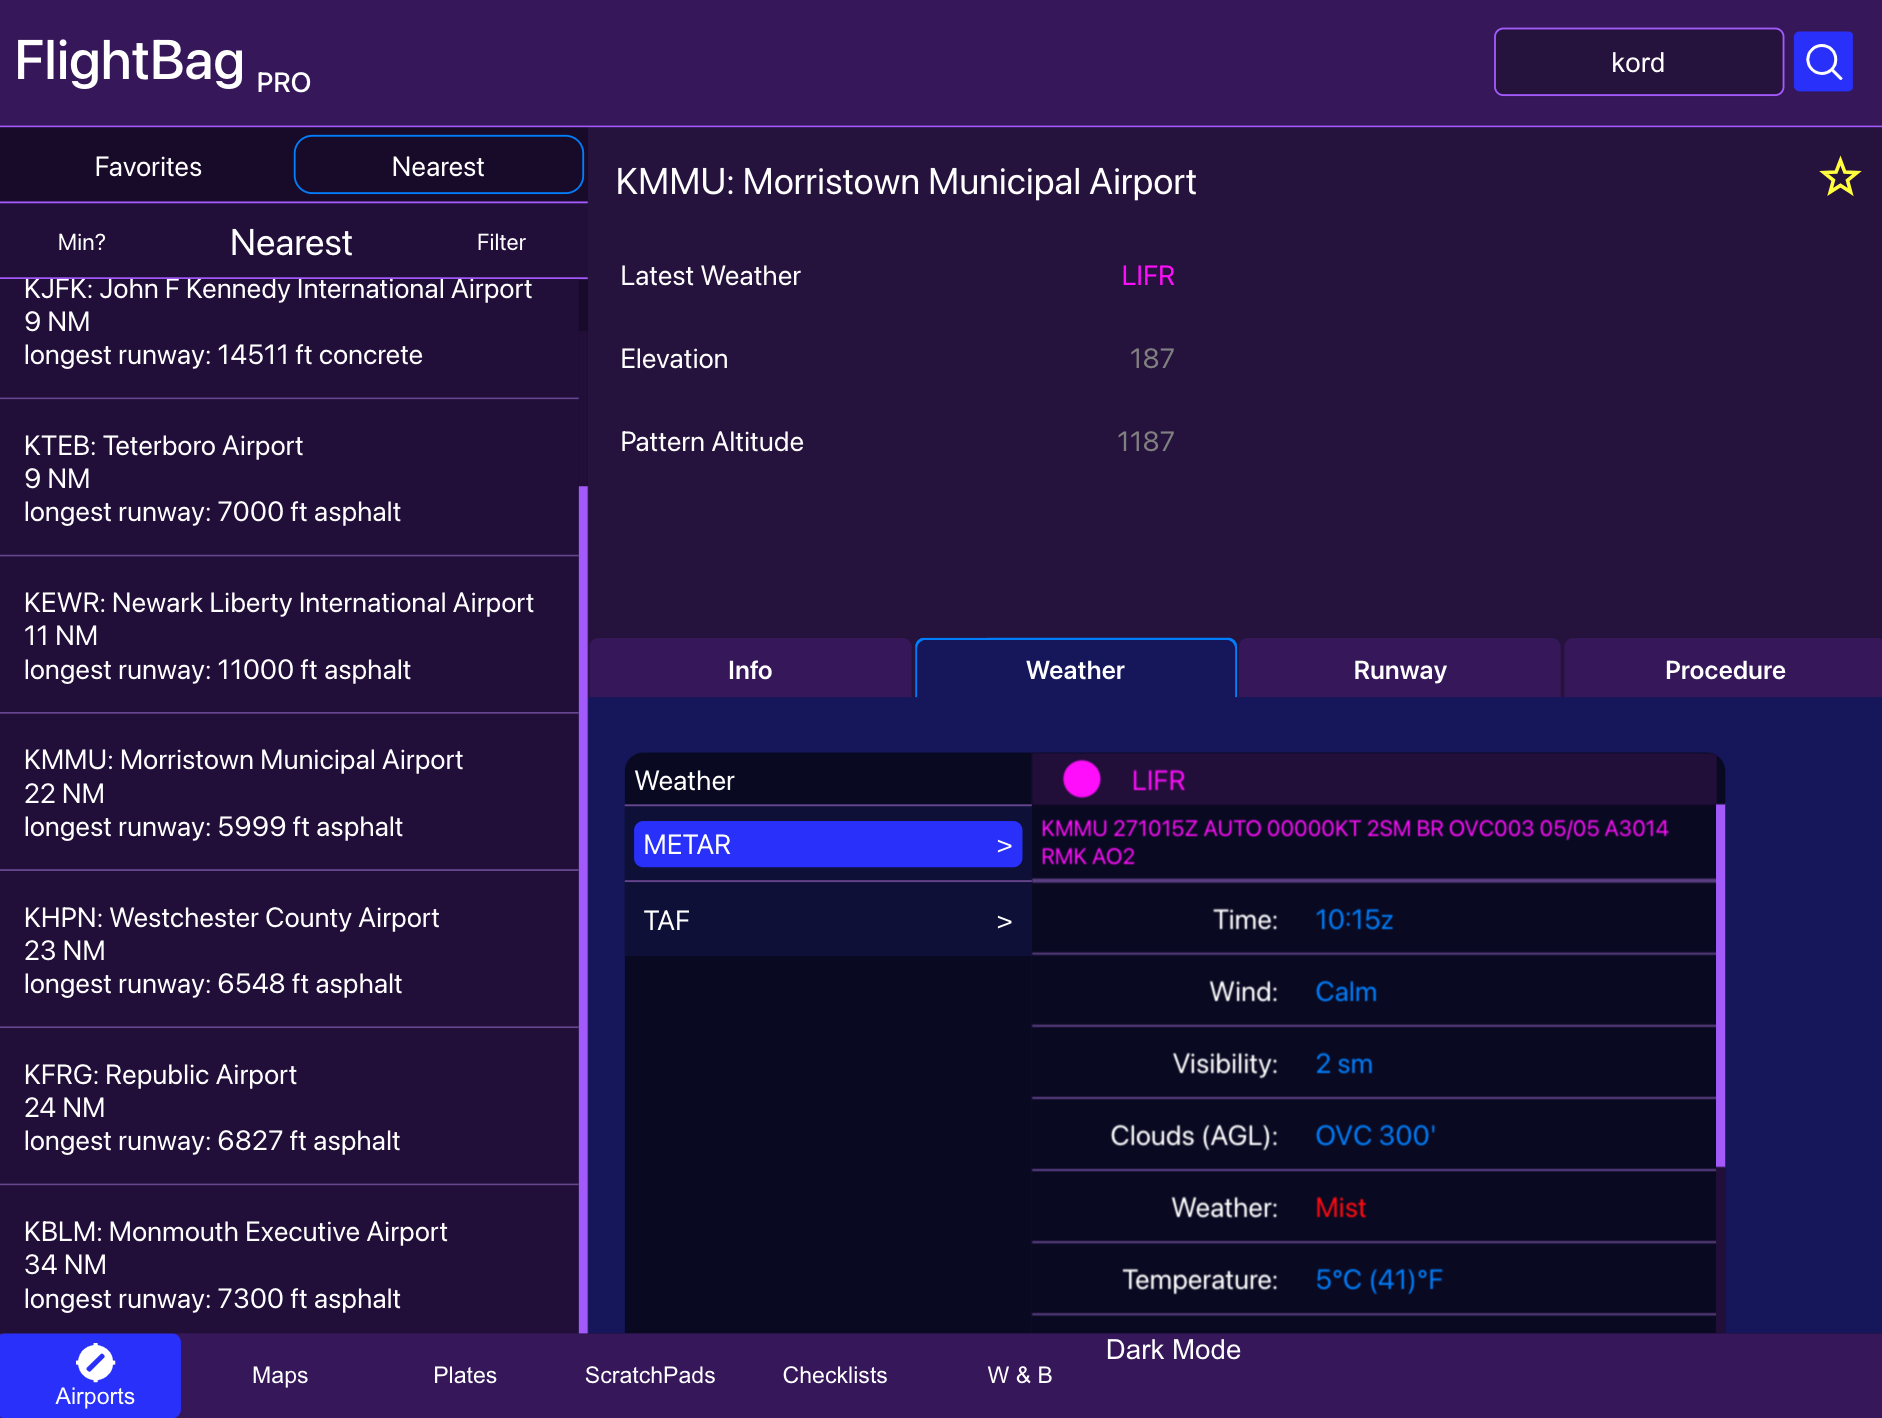 FlightBag PRO
kord
Favorites
Nearest
Min?
Nearest
Filter
KJFK: John F Kennedy International Airport
9 NM
longest runway: 14511 ft concrete
KTEB: Teterboro Airport
9 NM
longest runway: 7000 ft asphalt
KEWR: Newark Liberty International Airport
11 NM
longest runway: 11000 ft asphalt
KMMU: Morristown Municipal Airport
22 NM
longest runway: 5999 ft asphalt
KHPN: Westchester County Airport
23 NM
longest runway: 6548 ft asphalt
KFRG: Republic Airport
24 NM
longest runway: 6827 ft asphalt
KBLM: Monmouth Executive Airport
34 NM
longest runway: 7300 ft asphalt
KMMU: Morristown Municipal Airport
Latest Weather LIFR
Elevation 187
Pattern Altitude 1187
Info
Weather
Runway
Procedure
Weather
METAR >
TAF >
LIFR
KMMU 271015Z AUTO 00000KT 2SM BR OVC003 05/05 A3014
RMK AO2
Time: 10:15z
Wind: Calm
Visibility: 2 sm
Clouds (AGL): OVC 300'
Weather: Mist
Temperature: 5°C (41)°F
Airports
Maps
Plates
ScratchPads
Checklists
W & B
Dark Mode